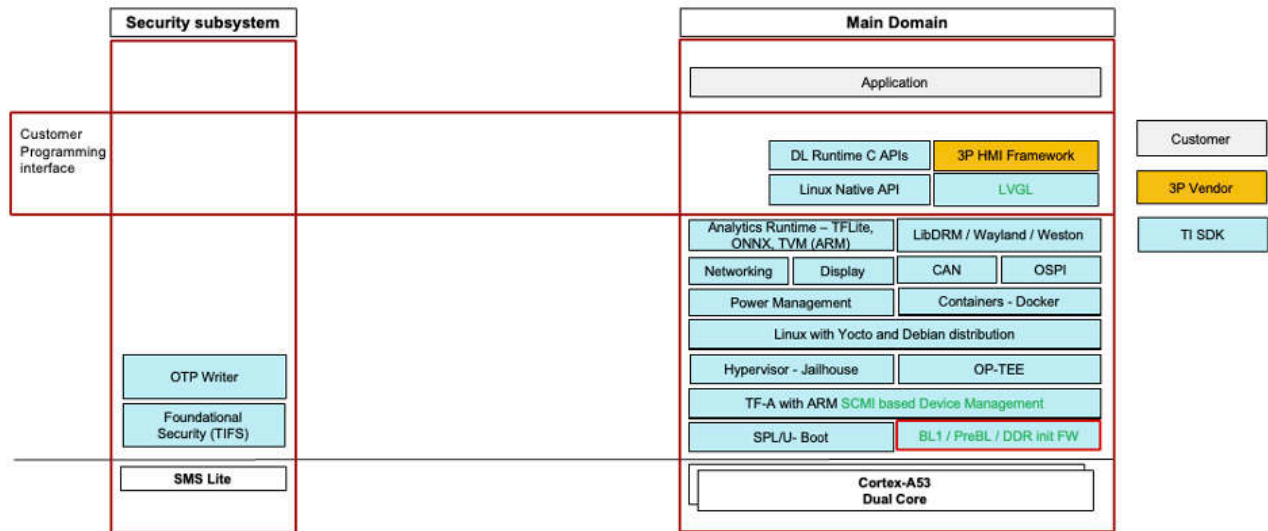 Security subsystem
Main Domain
Application
Customer
Programming
interface
DL Runtime C APIs
3P HMI Framework
Linux Native API
LVGL
Customer
3P Vendor
TI SDK
Analytics Runtime – TFLite,
ONNX, TVM (ARM)
LibDRM / Wayland / Weston
Networking
Display
CAN
OSPI
Power Management
Containers - Docker
Linux with Yocto and Debian distribution
OTP Writer
Hypervisor - Jailhouse
OP-TEE
Foundational
Security (TIFS)
TF-A with ARM SCMI based Device Management
SPL/U- Boot
BL1 / PreBL / DDR init FW
SMS Lite
Cortex-A53
Dual Core